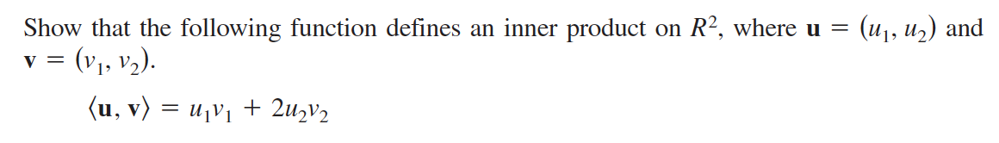 Show that the following function defines an inner product on R², where u = (u₁, u₂) and
v = (v₁, v₂).
⟨u, v⟩ = u₁v₁ + 2u₂v₂